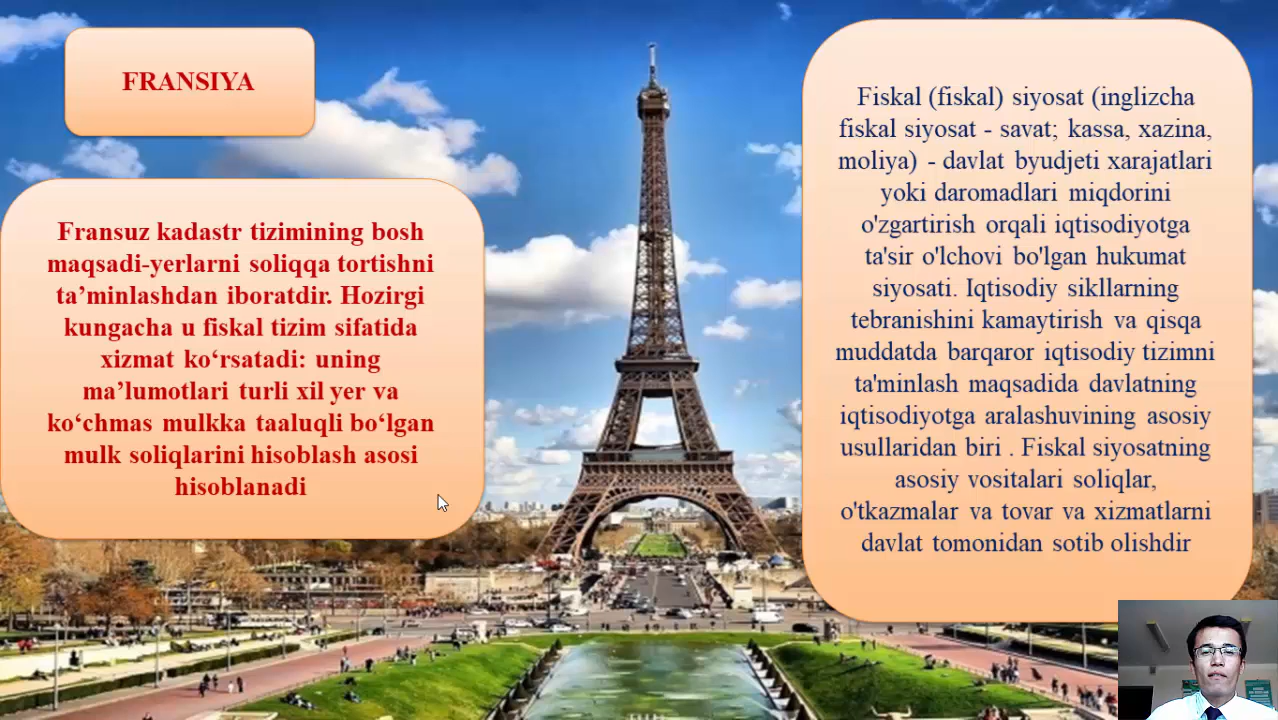 FRANSIYA
Fransuz kadastr tizimining bosh
maqsadi-yerlarni soliqqa tortishni
ta’minlashdan iboratdir. Hozirgi
kungacha u fiskal tizim sifatida
xizmat ko‘rsatadi: uning
ma’lumotlari turli xil yer va
ko‘chmas mulkka taaluqli bo‘lgan
mulk soliqlarini hisoblash asosi
hisoblanadi
Fiskal (fiskal) siyosat (inglizcha
fiskal siyosat - savat; kassa, xazina,
moliya) - davlat byudjeti xarajatlari
yoki daromadlari miqdorini
o'zgartirish orqali iqtisodiyotga
ta'sir o'lchovi bo'lgan hukumat
siyosati. Iqtisodiy sikllarning
tebranishini kamaytirish va qisqa
muddatda barqaror iqtisodiy tizimni
ta'minlash maqsadida davlatning
iqtisodiyotga aralashuvining asosiy
usullaridan biri . Fiskal siyosatning
asosiy vositalari soliqlar,
o'tkazmalar va tovar va xizmatlarni
davlat tomonidan sotib olishdir